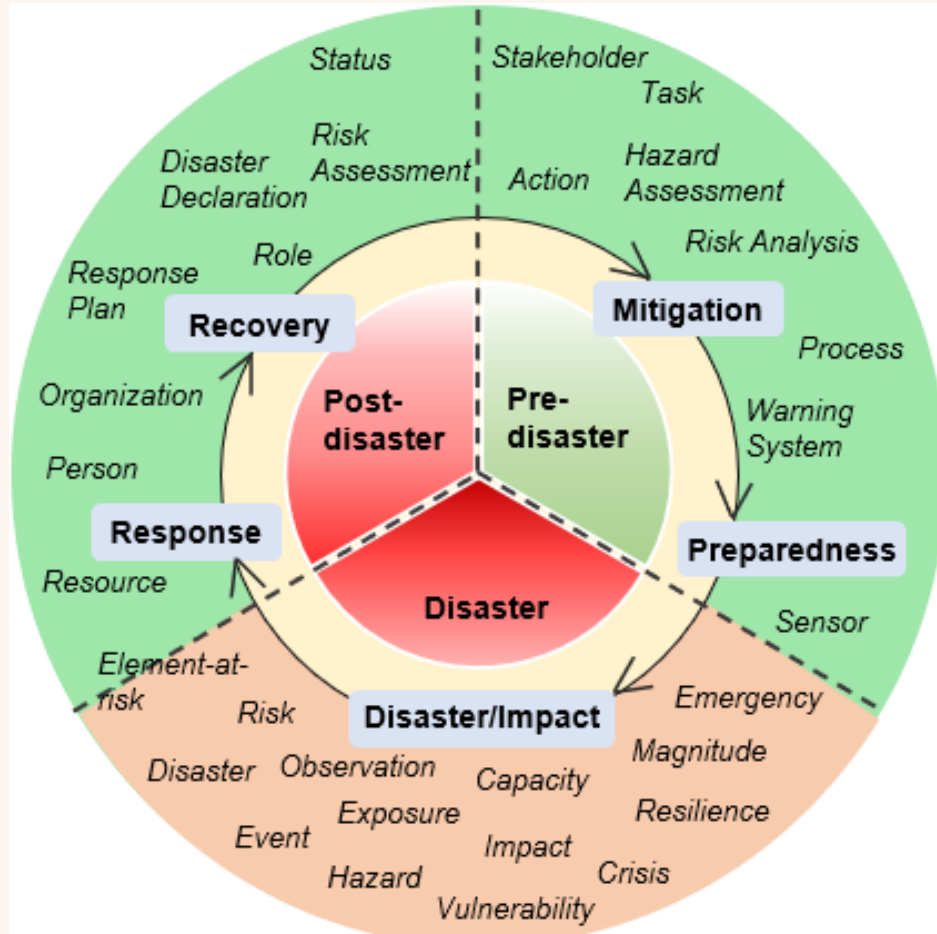 Status
Stakeholder
Task
Risk
Assessment
Disaster
Declaration
Action
Hazard
Assessment
Role
Risk Analysis
Response
Plan
Recovery
Mitigation
Process
Organization
Post-
disaster
Pre-
disaster
Warning
System
Person
Response
Preparedness
Resource
Disaster
Sensor
Element-at-
risk
Risk
Disaster/Impact
Emergency
Disaster
Observation
Capacity
Magnitude
Exposure
Resilience
Event
Impact
Hazard
Crisis
Vulnerability